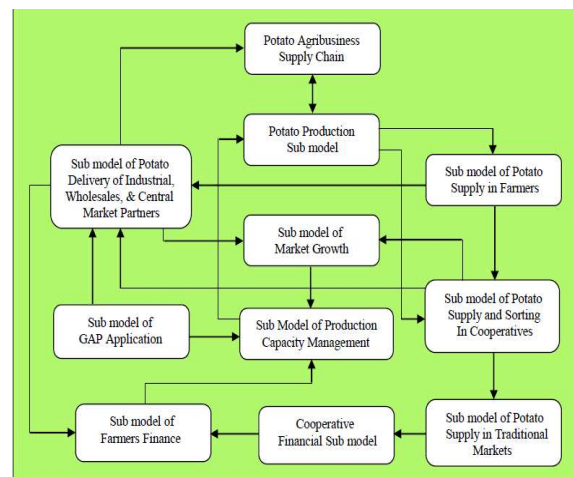 Potato Agribusiness
Supply Chain
Potato Production
Sub model
Sub model of Potato
Delivery of Industrial,
Wholesales, & Central
Market Partners
Sub model of Potato
Supply in Farmers
Sub model of
Market Growth
Sub model of
GAP Application
Sub Model of Production
Capacity Management
Sub model of Potato
Supply and Sorting
In Cooperatives
Sub model of
Farmers Finance
Cooperative
Financial Sub model
Sub model of Potato
Supply in Traditional
Markets